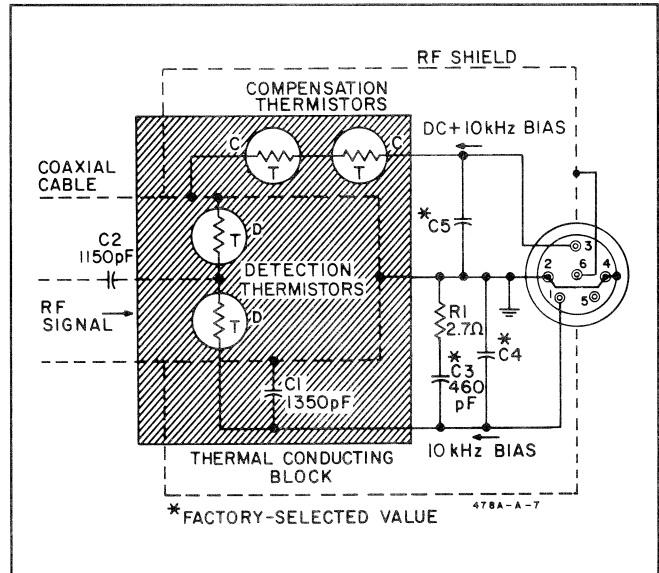 RF SHIELD
COMPENSATION
THERMISTORS
C
C
T
T
DC+10kHz BIAS
COAXIAL
CABLE
*C5
3
C2
1150pF
D
T
2
6
4
DETECTION
THERMISTORS
1
5
RF
SIGNAL
D
T
R1
2.7Ω
*C4
*
C3
460
pF
C1
1350pF
10kHz BIAS
THERMAL CONDUCTING
BLOCK
*FACTORY-SELECTED VALUE
478A-A-7